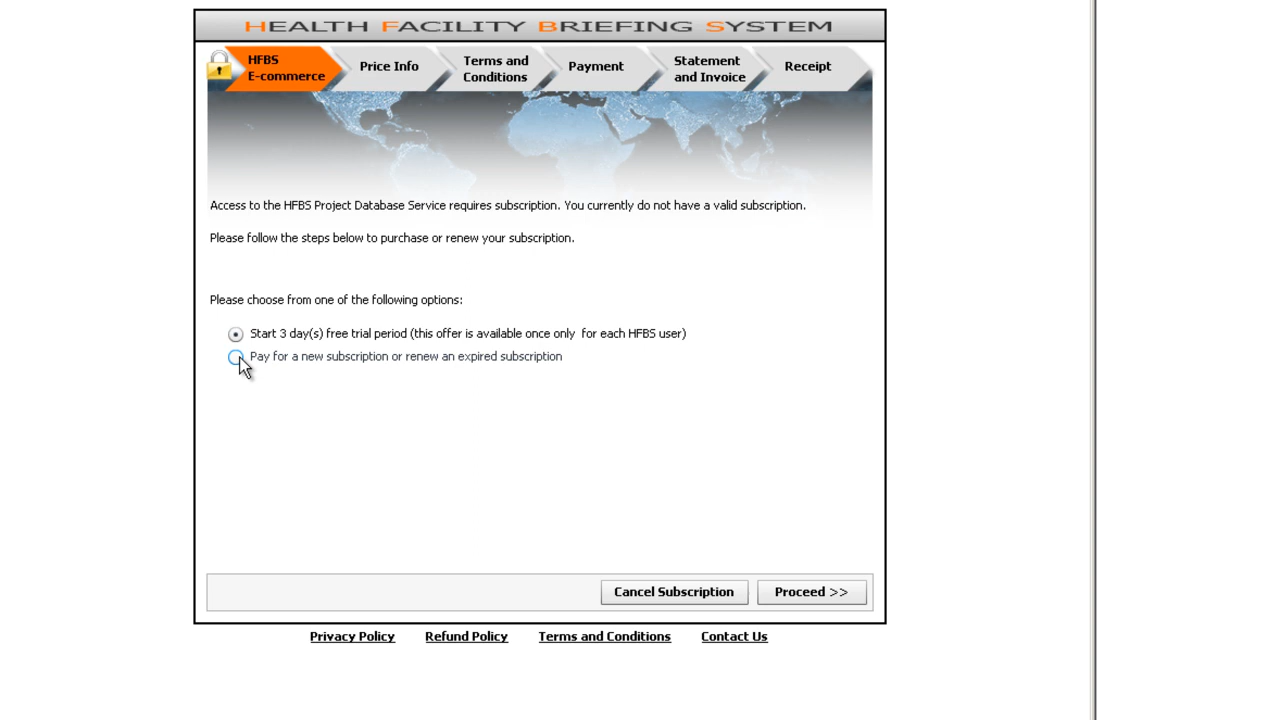 HEALTH FACILITY BRIEFING SYSTEM
HFBS
E-commerce
Price Info
Terms and
Conditions
Payment
Statement
and Invoice
Receipt
Access to the HFBS Project Database Service requires subscription. You currently do not have a valid subscription.
Please follow the steps below to purchase or renew your subscription.
Please choose from one of the following options:
Start 3 day(s) free trial period (this offer is available once only for each HFBS user)
Pay for a new subscription or renew an expired subscription
Cancel Subscription
Proceed >>
Privacy Policy
Refund Policy
Terms and Conditions
Contact Us